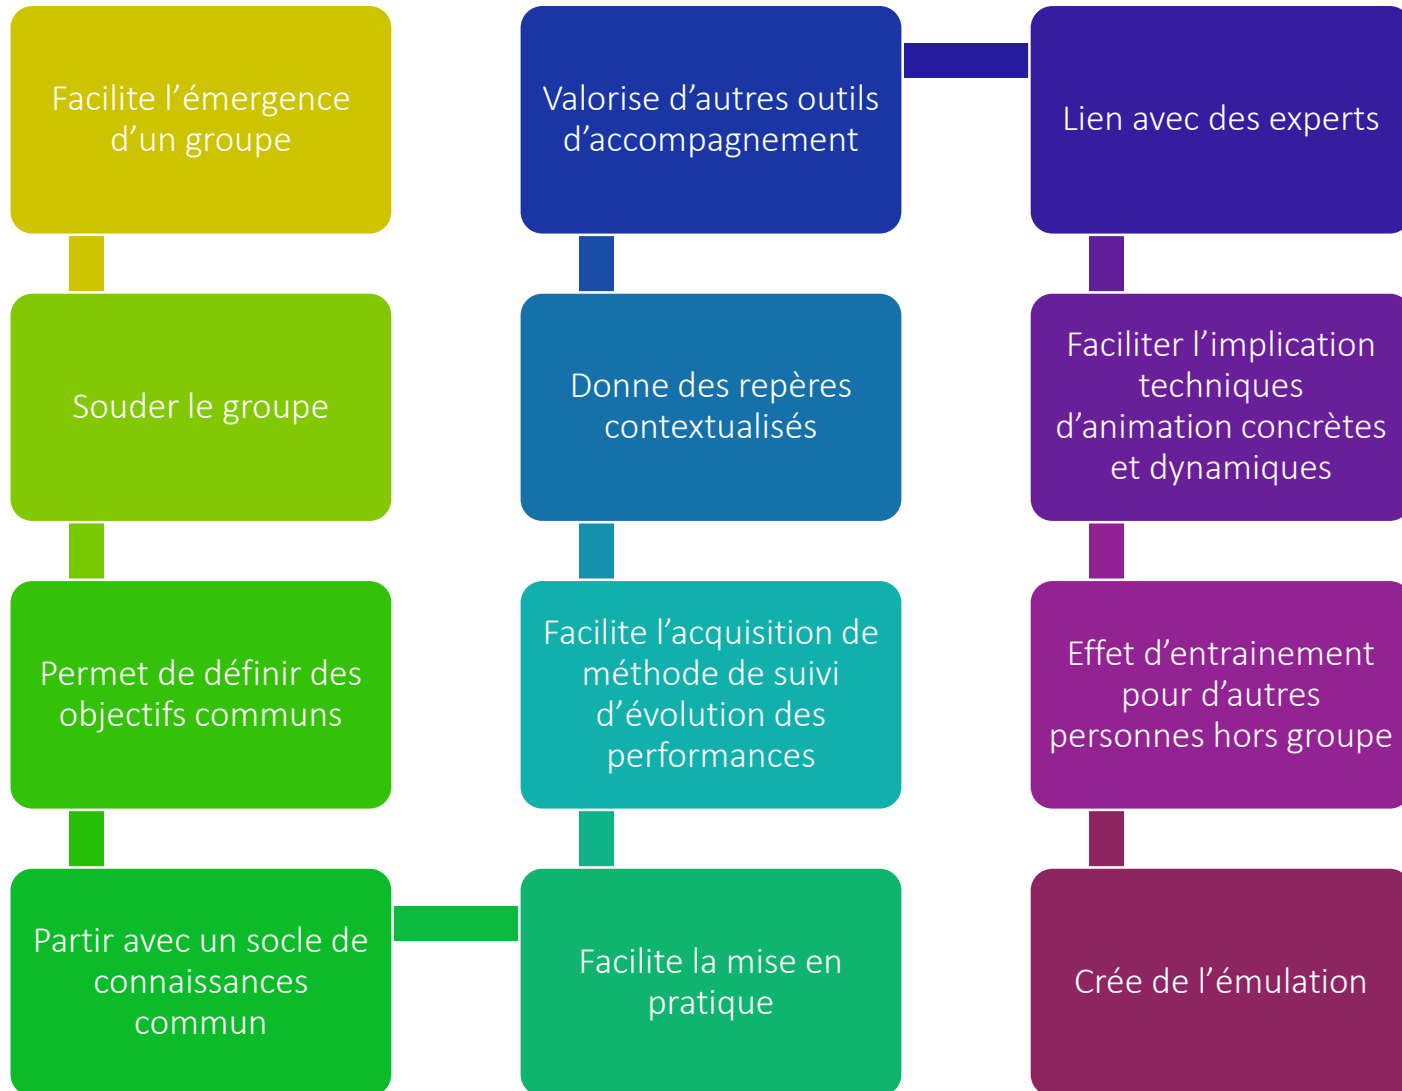 Facilite l’émergence
d’un groupe
Souder le groupe
Permet de définir des
objectifs communs
Partir avec un socle de
connaissances
commun
Facilite la mise en
pratique
Facilite l’acquisition de
méthode de suivi
d’évolution des
performances
Donne des repères
contextualisés
Valorise d’autres outils
d’accompagnement
Lien avec des experts
Faciliter l’implication
techniques
d’animation concrètes
et dynamiques
Effet d’entrainement
pour d’autres
personnes hors groupe
Crée de l’émulation